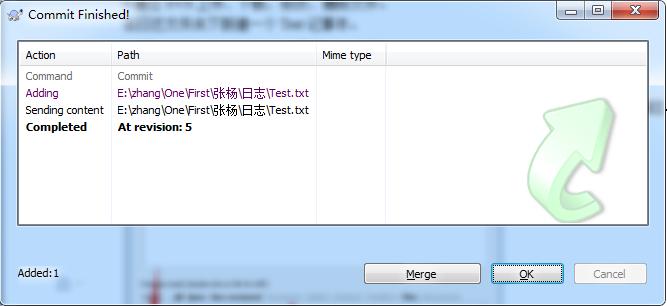 Commit Finished!
Action Path Mime type
Command Commit
Adding E:\zhang\One\First\张杨\日志\Test.txt
Sending content E:\zhang\One\First\张杨\日志\Test.txt
Completed At revision: 5
Added:1 Merge OK Cancel